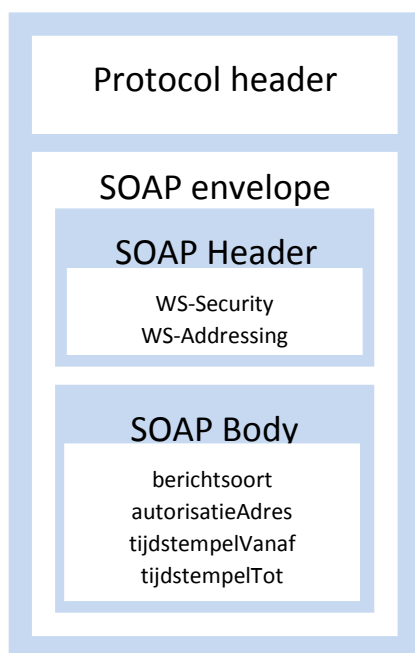 Protocol header
SOAP envelope
SOAP Header
WS-Security
WS-Addressing
SOAP Body
berichtsoort
autorisatieAdres
tijdstempelVanaf
tijdstempelTot